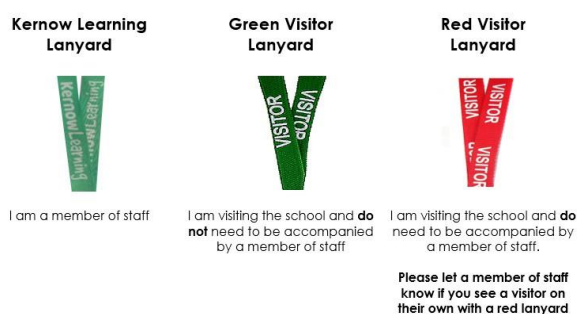 Kernow Learning
Lanyard
Green Visitor
Lanyard
Red Visitor
Lanyard
KernowLearning
Learning
VISITOR
VISITOR
VISITOR
VISITOR
VISITOR
I am a member of staff
I am visiting the school and do
not need to be accompanied
by a member of staff
I am visiting the school and do
need to be accompanied by
a member of staff.
Please let a member of staff
know if you see a visitor on
their own with a red lanyard